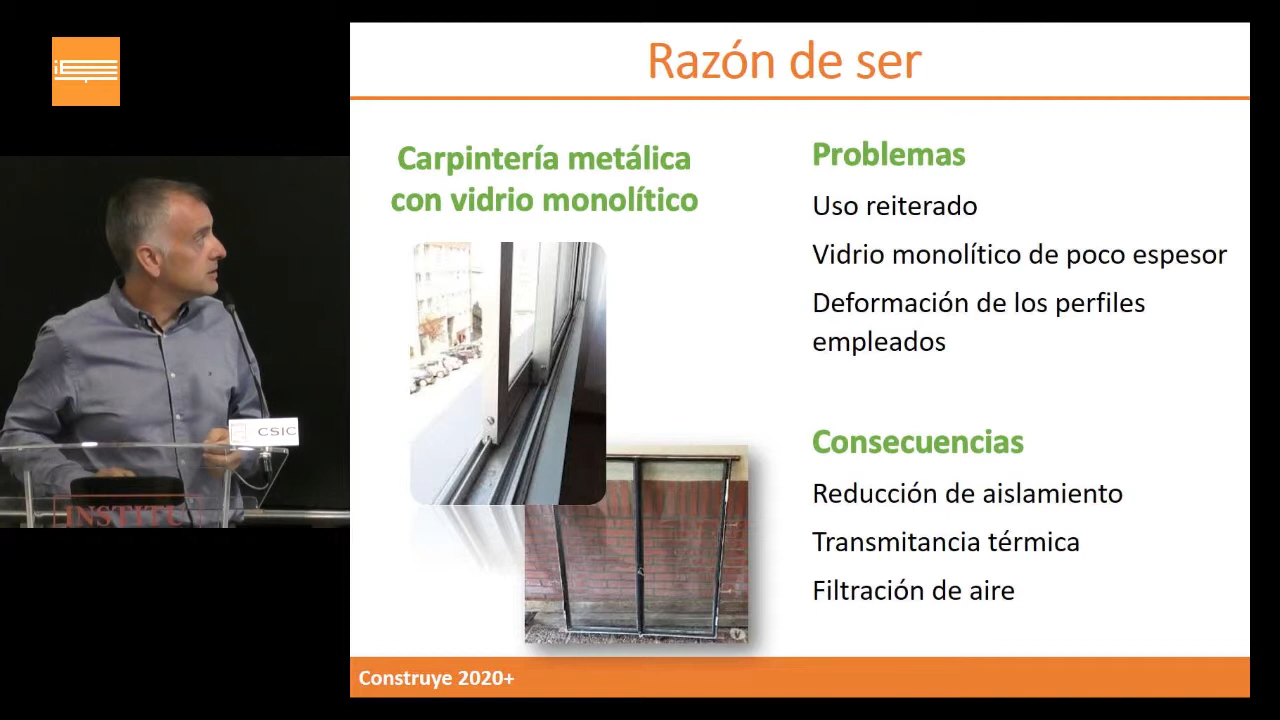 Razón de ser
Carpintería metálica
con vidrio monolítico
Problemas
Uso reiterado
Vidrio monolítico de poco espesor
Deformación de los perfiles
empleados
Consecuencias
Reducción de aislamiento
Transmitancia térmica
Filtración de aire
CSIC
INSTITU
Construye 2020+